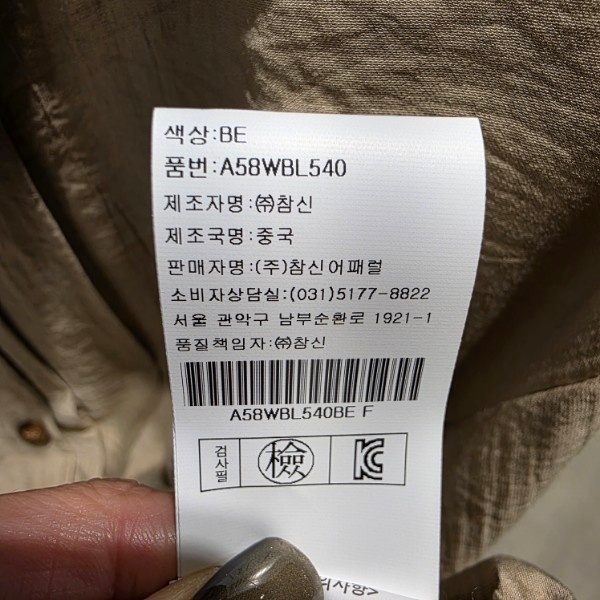 색상:BE
품번:A58WBL540
제조자명:㈜참신
제조국명:중국
판매자명:(주)참신어패럴
소비자상담실:(031)5177-8822
서울 관악구 남부순환로 1921-1
품질책임자:㈜참신
A58WBL540BE F
검사필 檢 KC